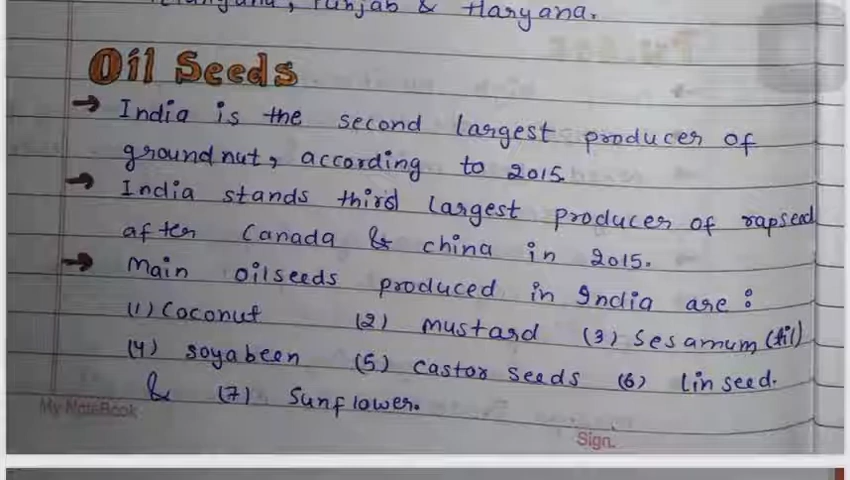 Punjab & Haryana.
Oil Seeds
→ India is the second largest producer of
groundnut, according to 2015
→ India stands third largest producer of rapseed
after Canada & china in 2015.
→ Main oilseeds produced in India are :
(1) Coconut (2) mustard (3) Sesamum (til)
(4) soyabeen (5) castor seeds (6) linseed.
& (7) Sunflower.
My NoteBook
Sign.